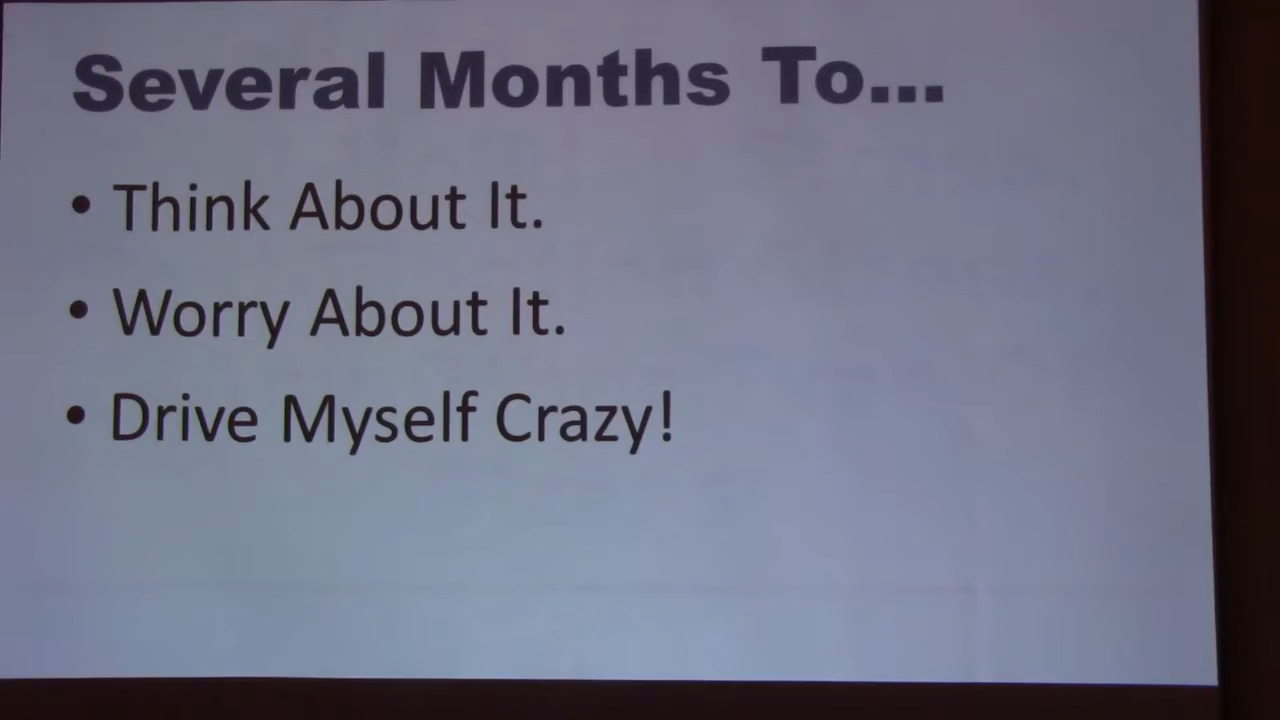 Several Months To...
• Think About It.
• Worry About It.
• Drive Myself Crazy!